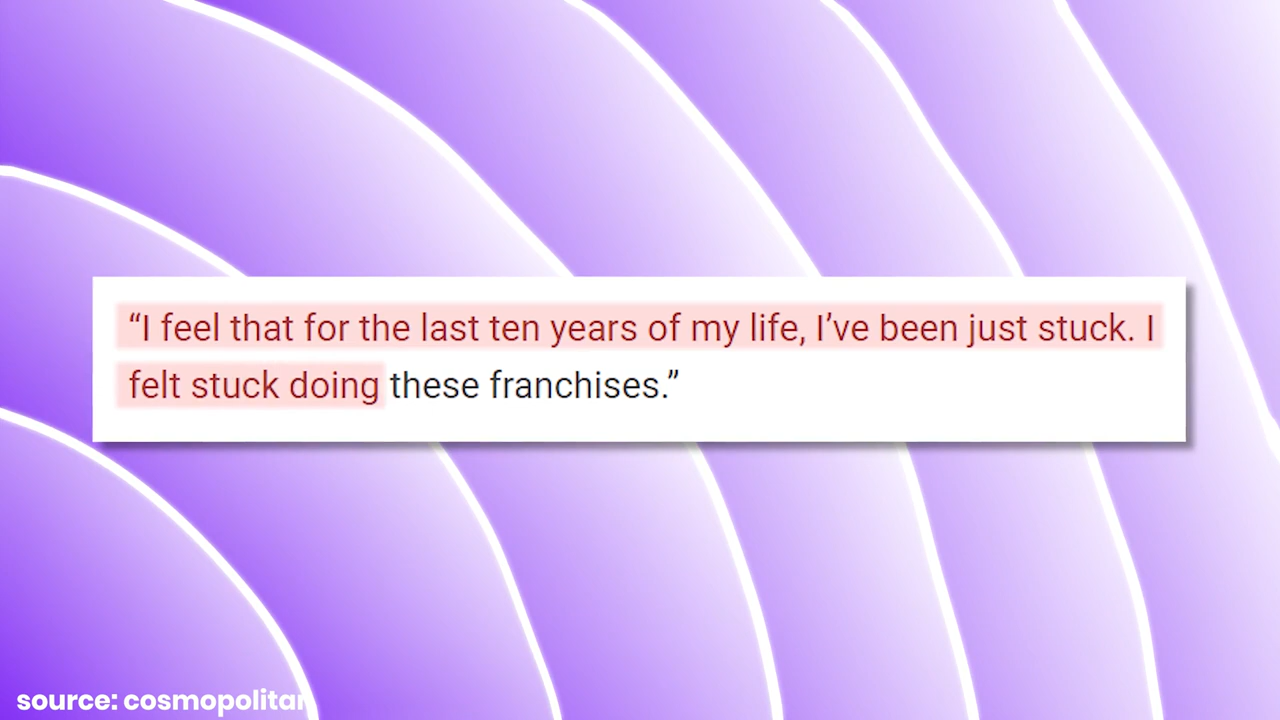 “I feel that for the last ten years of my life, I’ve been just stuck. I
felt stuck doing these franchises.”
source: cosmopolitan